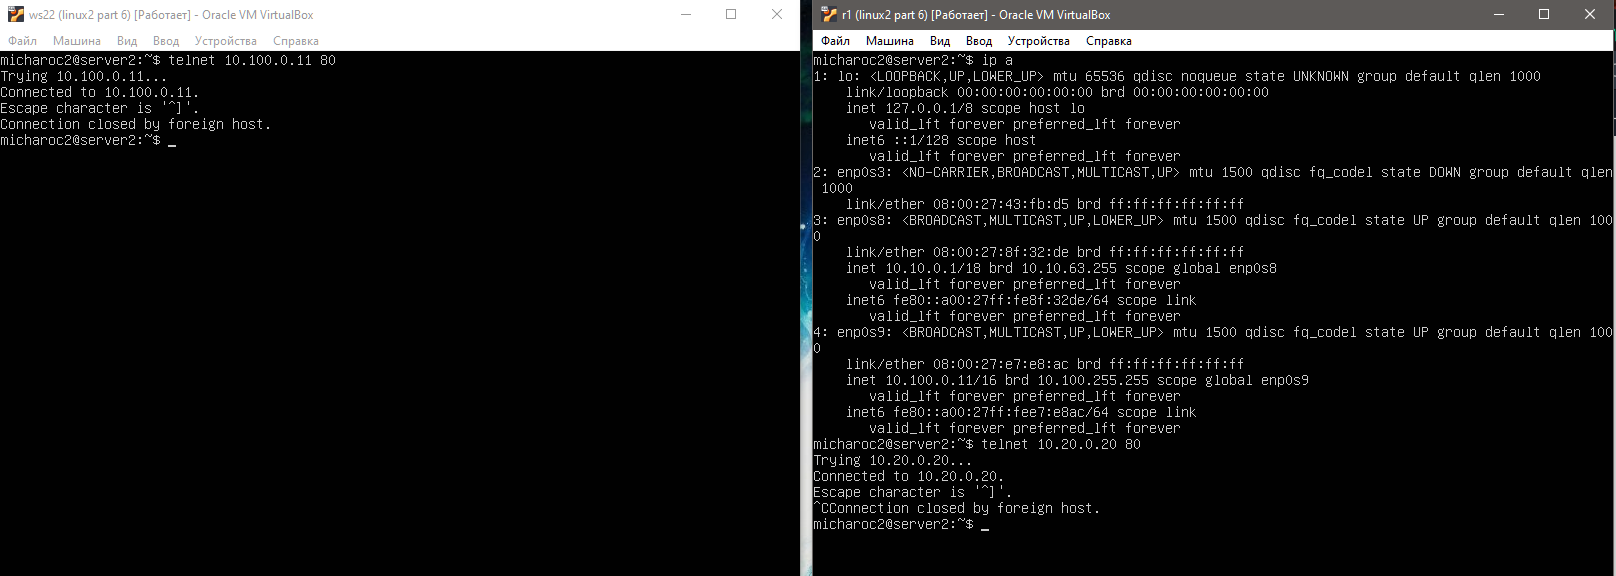 ws22 (linux2 part 6) [Работает] - Oracle VM VirtualBox
Файл Машина Вид Ввод Устройства Справка
micharoc2@server2:~$ telnet 10.100.0.11 80
Trying 10.100.0.11...
Connected to 10.100.0.11.
Escape character is '^]'.
Connection closed by foreign host.
micharoc2@server2:~$ _
r1 (linux2 part 6) [Работает] - Oracle VM VirtualBox
Файл Машина Вид Ввод Устройства Справка
micharoc2@server2:~$ ip a
1: lo: <LOOPBACK,UP,LOWER_UP> mtu 65536 qdisc noqueue state UNKNOWN group default qlen 1000
link/loopback 00:00:00:00:00:00 brd 00:00:00:00:00:00
inet 127.0.0.1/8 scope host lo
valid_lft forever preferred_lft forever
inet6 ::1/128 scope host
valid_lft forever preferred_lft forever
2: enp0s3: <NO-CARRIER,BROADCAST,MULTICAST,UP> mtu 1500 qdisc fq_codel state DOWN group default qlen
1000
link/ether 08:00:27:43:fb:d5 brd ff:ff:ff:ff:ff:ff
3: enp0s8: <BROADCAST,MULTICAST,UP,LOWER_UP> mtu 1500 qdisc fq_codel state UP group default qlen 100
0
link/ether 08:00:27:8f:32:de brd ff:ff:ff:ff:ff:ff
inet 10.10.0.1/18 brd 10.10.63.255 scope global enp0s8
valid_lft forever preferred_lft forever
inet6 fe80::a00:27ff:fe8f:32de/64 scope link
valid_lft forever preferred_lft forever
4: enp0s9: <BROADCAST,MULTICAST,UP,LOWER_UP> mtu 1500 qdisc fq_codel state UP group default qlen 100
0
link/ether 08:00:27:e7:e8:ac brd ff:ff:ff:ff:ff:ff
inet 10.100.0.11/16 brd 10.100.255.255 scope global enp0s9
valid_lft forever preferred_lft forever
inet6 fe80::a00:27ff:fee7:e8ac/64 scope link
valid_lft forever preferred_lft forever
micharoc2@server2:~$ telnet 10.20.0.20 80
Trying 10.20.0.20...
Connected to 10.20.0.20.
Escape character is '^]'.
^CConnection closed by foreign host.
micharoc2@server2:~$ _